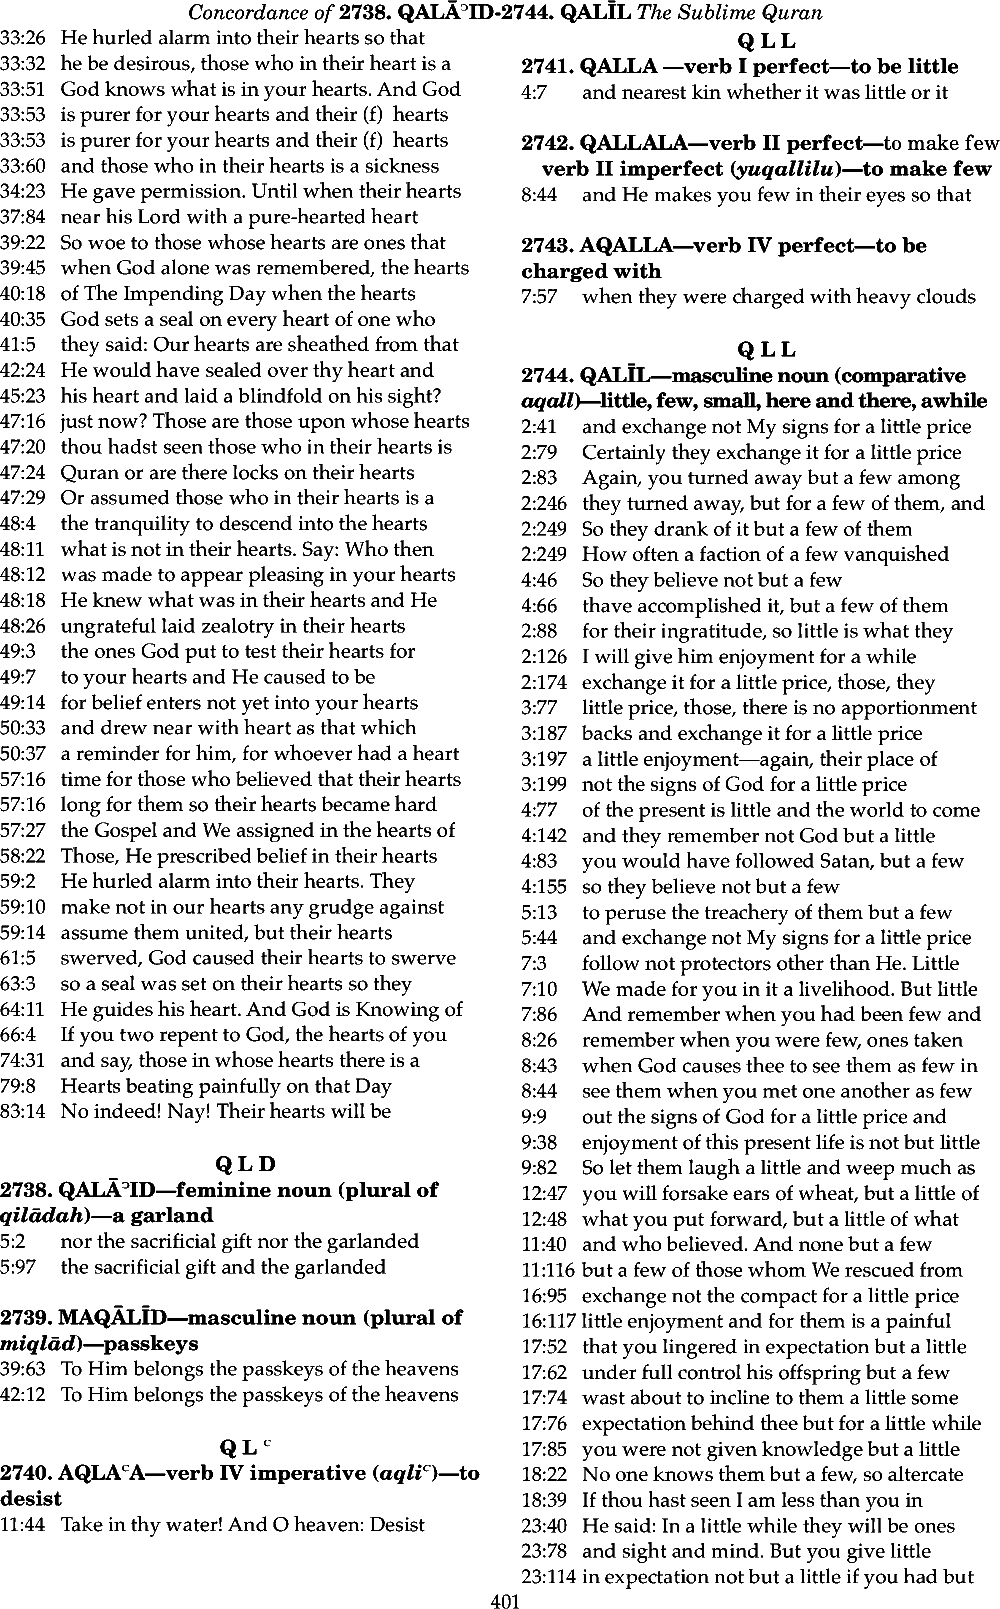 Concordance of 2738. QALĀᵓID-2744. QALĪL The Sublime Quran
33:26 He hurled alarm into their hearts so that
33:32 he be desirous, those who in their heart is a
33:51 God knows what is in your hearts. And God
33:53 is purer for your hearts and their (f) hearts
33:53 is purer for your hearts and their (f) hearts
33:60 and those who in their hearts is a sickness
34:23 He gave permission. Until when their hearts
37:84 near his Lord with a pure-hearted heart
39:22 So woe to those whose hearts are ones that
39:45 when God alone was remembered, the hearts
40:18 of The Impending Day when the hearts
40:35 God sets a seal on every heart of one who
41:5 they said: Our hearts are sheathed from that
42:24 He would have sealed over thy heart and
45:23 his heart and laid a blindfold on his sight?
47:16 just now? Those are those upon whose hearts
47:20 thou hadst seen those who in their hearts is
47:24 Quran or are there locks on their hearts
47:29 Or assumed those who in their hearts is a
48:4 the tranquility to descend into the hearts
48:11 what is not in their hearts. Say: Who then
48:12 was made to appear pleasing in your hearts
48:18 He knew what was in their hearts and He
48:26 ungrateful laid zealotry in their hearts
49:3 the ones God put to test their hearts for
49:7 to your hearts and He caused to be
49:14 for belief enters not yet into your hearts
50:33 and drew near with heart as that which
50:37 a reminder for him, for whoever had a heart
57:16 time for those who believed that their hearts
57:16 long for them so their hearts became hard
57:27 the Gospel and We assigned in the hearts of
58:22 Those, He prescribed belief in their hearts
59:2 He hurled alarm into their hearts. They
59:10 make not in our hearts any grudge against
59:14 assume them united, but their hearts
61:5 swerved, God caused their hearts to swerve
63:3 so a seal was set on their hearts so they
64:11 He guides his heart. And God is Knowing of
66:4 If you two repent to God, the hearts of you
74:31 and say, those in whose hearts there is a
79:8 Hearts beating painfully on that Day
83:14 No indeed! Nay! Their hearts will be
Q L D
2738. QALĀᵓID—feminine noun (plural of
qilādah)—a garland
5:2 nor the sacrificial gift nor the garlanded
5:97 the sacrificial gift and the garlanded
2739. MAQĀLĪD—masculine noun (plural of
miqlād)—passkeys
39:63 To Him belongs the passkeys of the heavens
42:12 To Him belongs the passkeys of the heavens
Q L ᶜ
2740. AQLAᶜA—verb IV imperative (aqliᶜ)—to
desist
11:44 Take in thy water! And O heaven: Desist
Q L L
2741. QALLA —verb I perfect—to be little
4:7 and nearest kin whether it was little or it
2742. QALLALA—verb II perfect—to make few
verb II imperfect (yuqallilu)—to make few
8:44 and He makes you few in their eyes so that
2743. AQALLA—verb IV perfect—to be
charged with
7:57 when they were charged with heavy clouds
Q L L
2744. QALĪL—masculine noun (comparative
aqall)—little, few, small, here and there, awhile
2:41 and exchange not My signs for a little price
2:79 Certainly they exchange it for a little price
2:83 Again, you turned away but a few among
2:246 they turned away, but for a few of them, and
2:249 So they drank of it but a few of them
2:249 How often a faction of a few vanquished
4:46 So they believe not but a few
4:66 thave accomplished it, but a few of them
2:88 for their ingratitude, so little is what they
2:126 I will give him enjoyment for a while
2:174 exchange it for a little price, those, they
3:77 little price, those, there is no apportionment
3:187 backs and exchange it for a little price
3:197 a little enjoyment—again, their place of
3:199 not the signs of God for a little price
4:77 of the present is little and the world to come
4:142 and they remember not God but a little
4:83 you would have followed Satan, but a few
4:155 so they believe not but a few
5:13 to peruse the treachery of them but a few
5:44 and exchange not My signs for a little price
7:3 follow not protectors other than He. Little
7:10 We made for you in it a livelihood. But little
7:86 And remember when you had been few and
8:26 remember when you were few, ones taken
8:43 when God causes thee to see them as few in
8:44 see them when you met one another as few
9:9 out the signs of God for a little price and
9:38 enjoyment of this present life is not but little
9:82 So let them laugh a little and weep much as
12:47 you will forsake ears of wheat, but a little of
12:48 what you put forward, but a little of what
11:40 and who believed. And none but a few
11:116 but a few of those whom We rescued from
16:95 exchange not the compact for a little price
16:117 little enjoyment and for them is a painful
17:52 that you lingered in expectation but a little
17:62 under full control his offspring but a few
17:74 wast about to incline to them a little some
17:76 expectation behind thee but for a little while
17:85 you were not given knowledge but a little
18:22 No one knows them but a few, so altercate
18:39 If thou hast seen I am less than you in
23:40 He said: In a little while they will be ones
23:78 and sight and mind. But you give little
23:114 in expectation not but a little if you had but
401